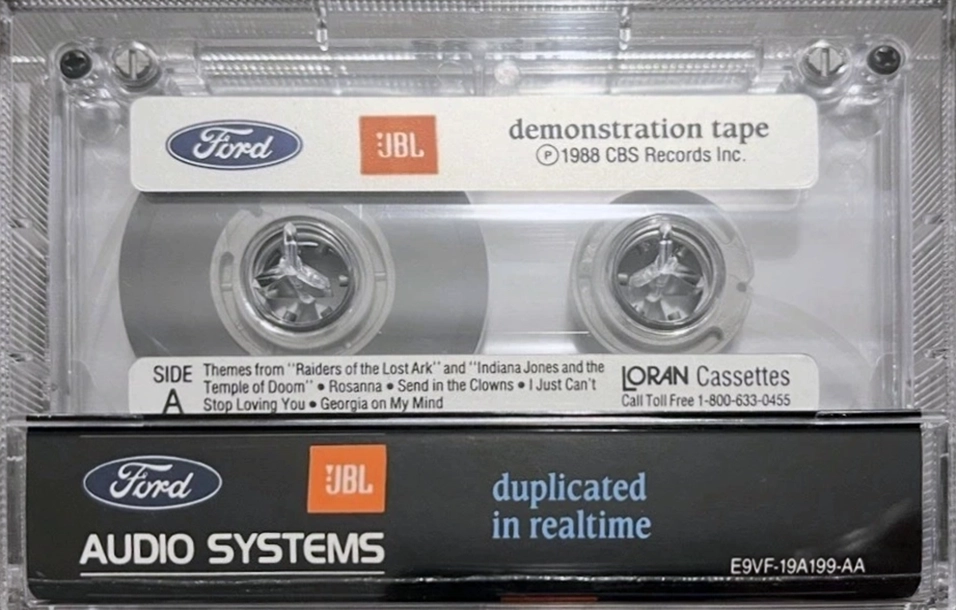 Ford JBL demonstration tape
Ⓟ1988 CBS Records Inc.
SIDE A
Themes from "Raiders of the Lost Ark" and "Indiana Jones and the
Temple of Doom" • Rosanna • Send in the Clowns • I Just Can't
Stop Loving You • Georgia on My Mind
LORAN Cassettes
Call Toll Free 1-800-633-0455
Ford JBL
AUDIO SYSTEMS
duplicated
in realtime
E9VF-19A199-AA